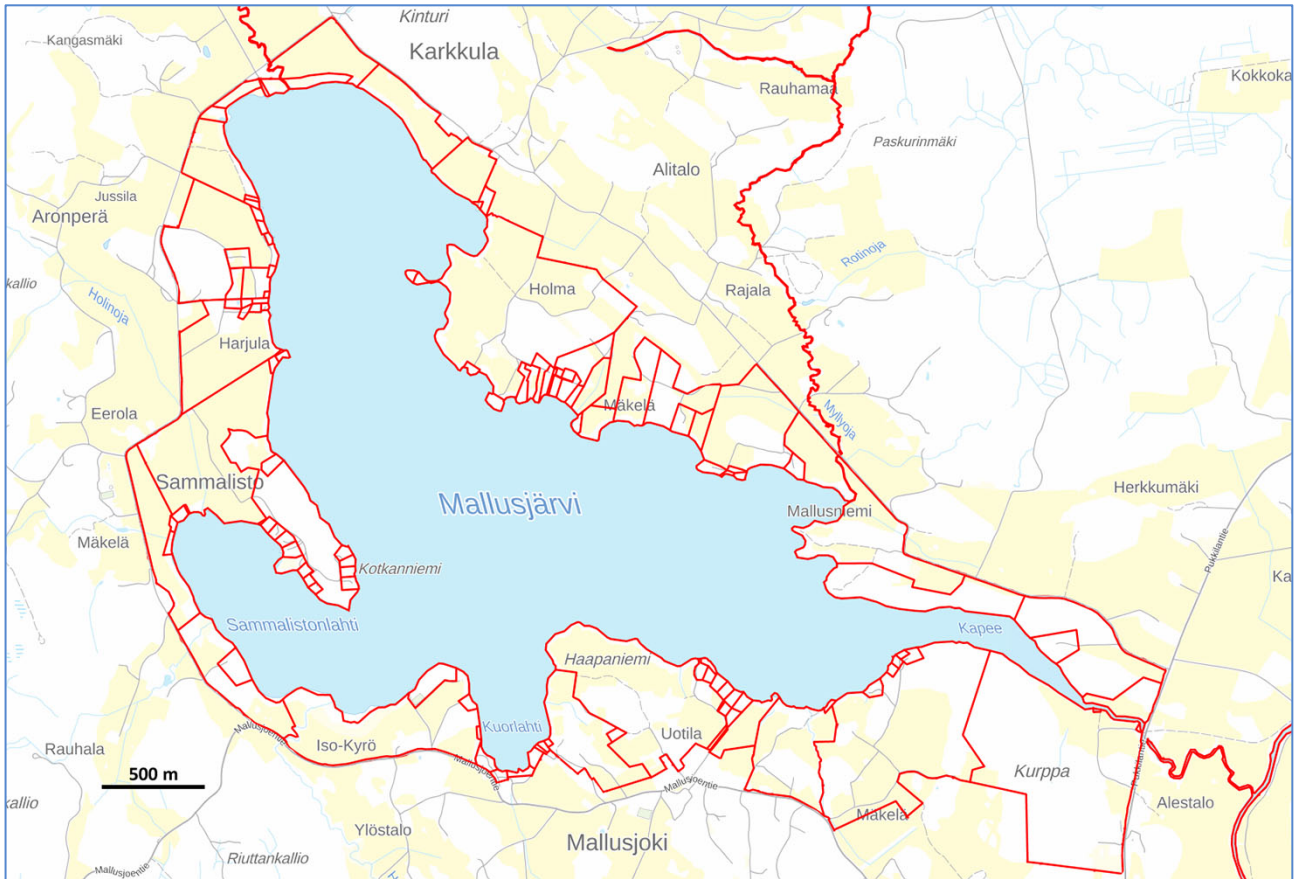 Kinturi
Kangasmäki
Karkkula
Kokkoka
Rauhamaa
Paskurinmäki
Alitalo
Jussila
Aronperä
Rotinoja
kallio
Holma
Rajala
Holinoja
Harjula
Mäkelä
Eerola
Myllyoja
Sammalisto
Mallusjärvi
Herkkumäki
Mallusniemi
Mäkelä
Pukkilantie
Kotkanniemi
Ka
Sammalistonlahti
Kapee
Haapaniemi
Kuorlahti
Mallusjoentie
Uotila
Rauhala
Iso-Kyrö
Mallusjoentie
Pukkilantie
500 m
Kurppa
Mallusjoentie
kallio
Alestalo
Mäkelä
Ylöstalo
Mallusjoki
Riuttankallio
Mallusjoentie
H